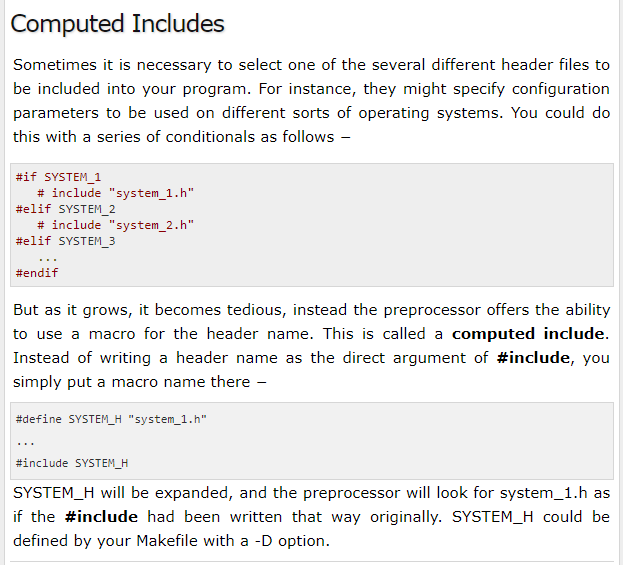 Computed Includes
Sometimes it is necessary to select one of the several different header files to
be included into your program. For instance, they might specify configuration
parameters to be used on different sorts of operating systems. You could do
this with a series of conditionals as follows −
#if SYSTEM_1
   # include "system_1.h"
#elif SYSTEM_2
   # include "system_2.h"
#elif SYSTEM_3
   ...
#endif
But as it grows, it becomes tedious, instead the preprocessor offers the ability
to use a macro for the header name. This is called a computed include.
Instead of writing a header name as the direct argument of #include, you
simply put a macro name there −
#define SYSTEM_H "system_1.h"
...
#include SYSTEM_H
SYSTEM_H will be expanded, and the preprocessor will look for system_1.h as
if the #include had been written that way originally. SYSTEM_H could be
defined by your Makefile with a -D option.